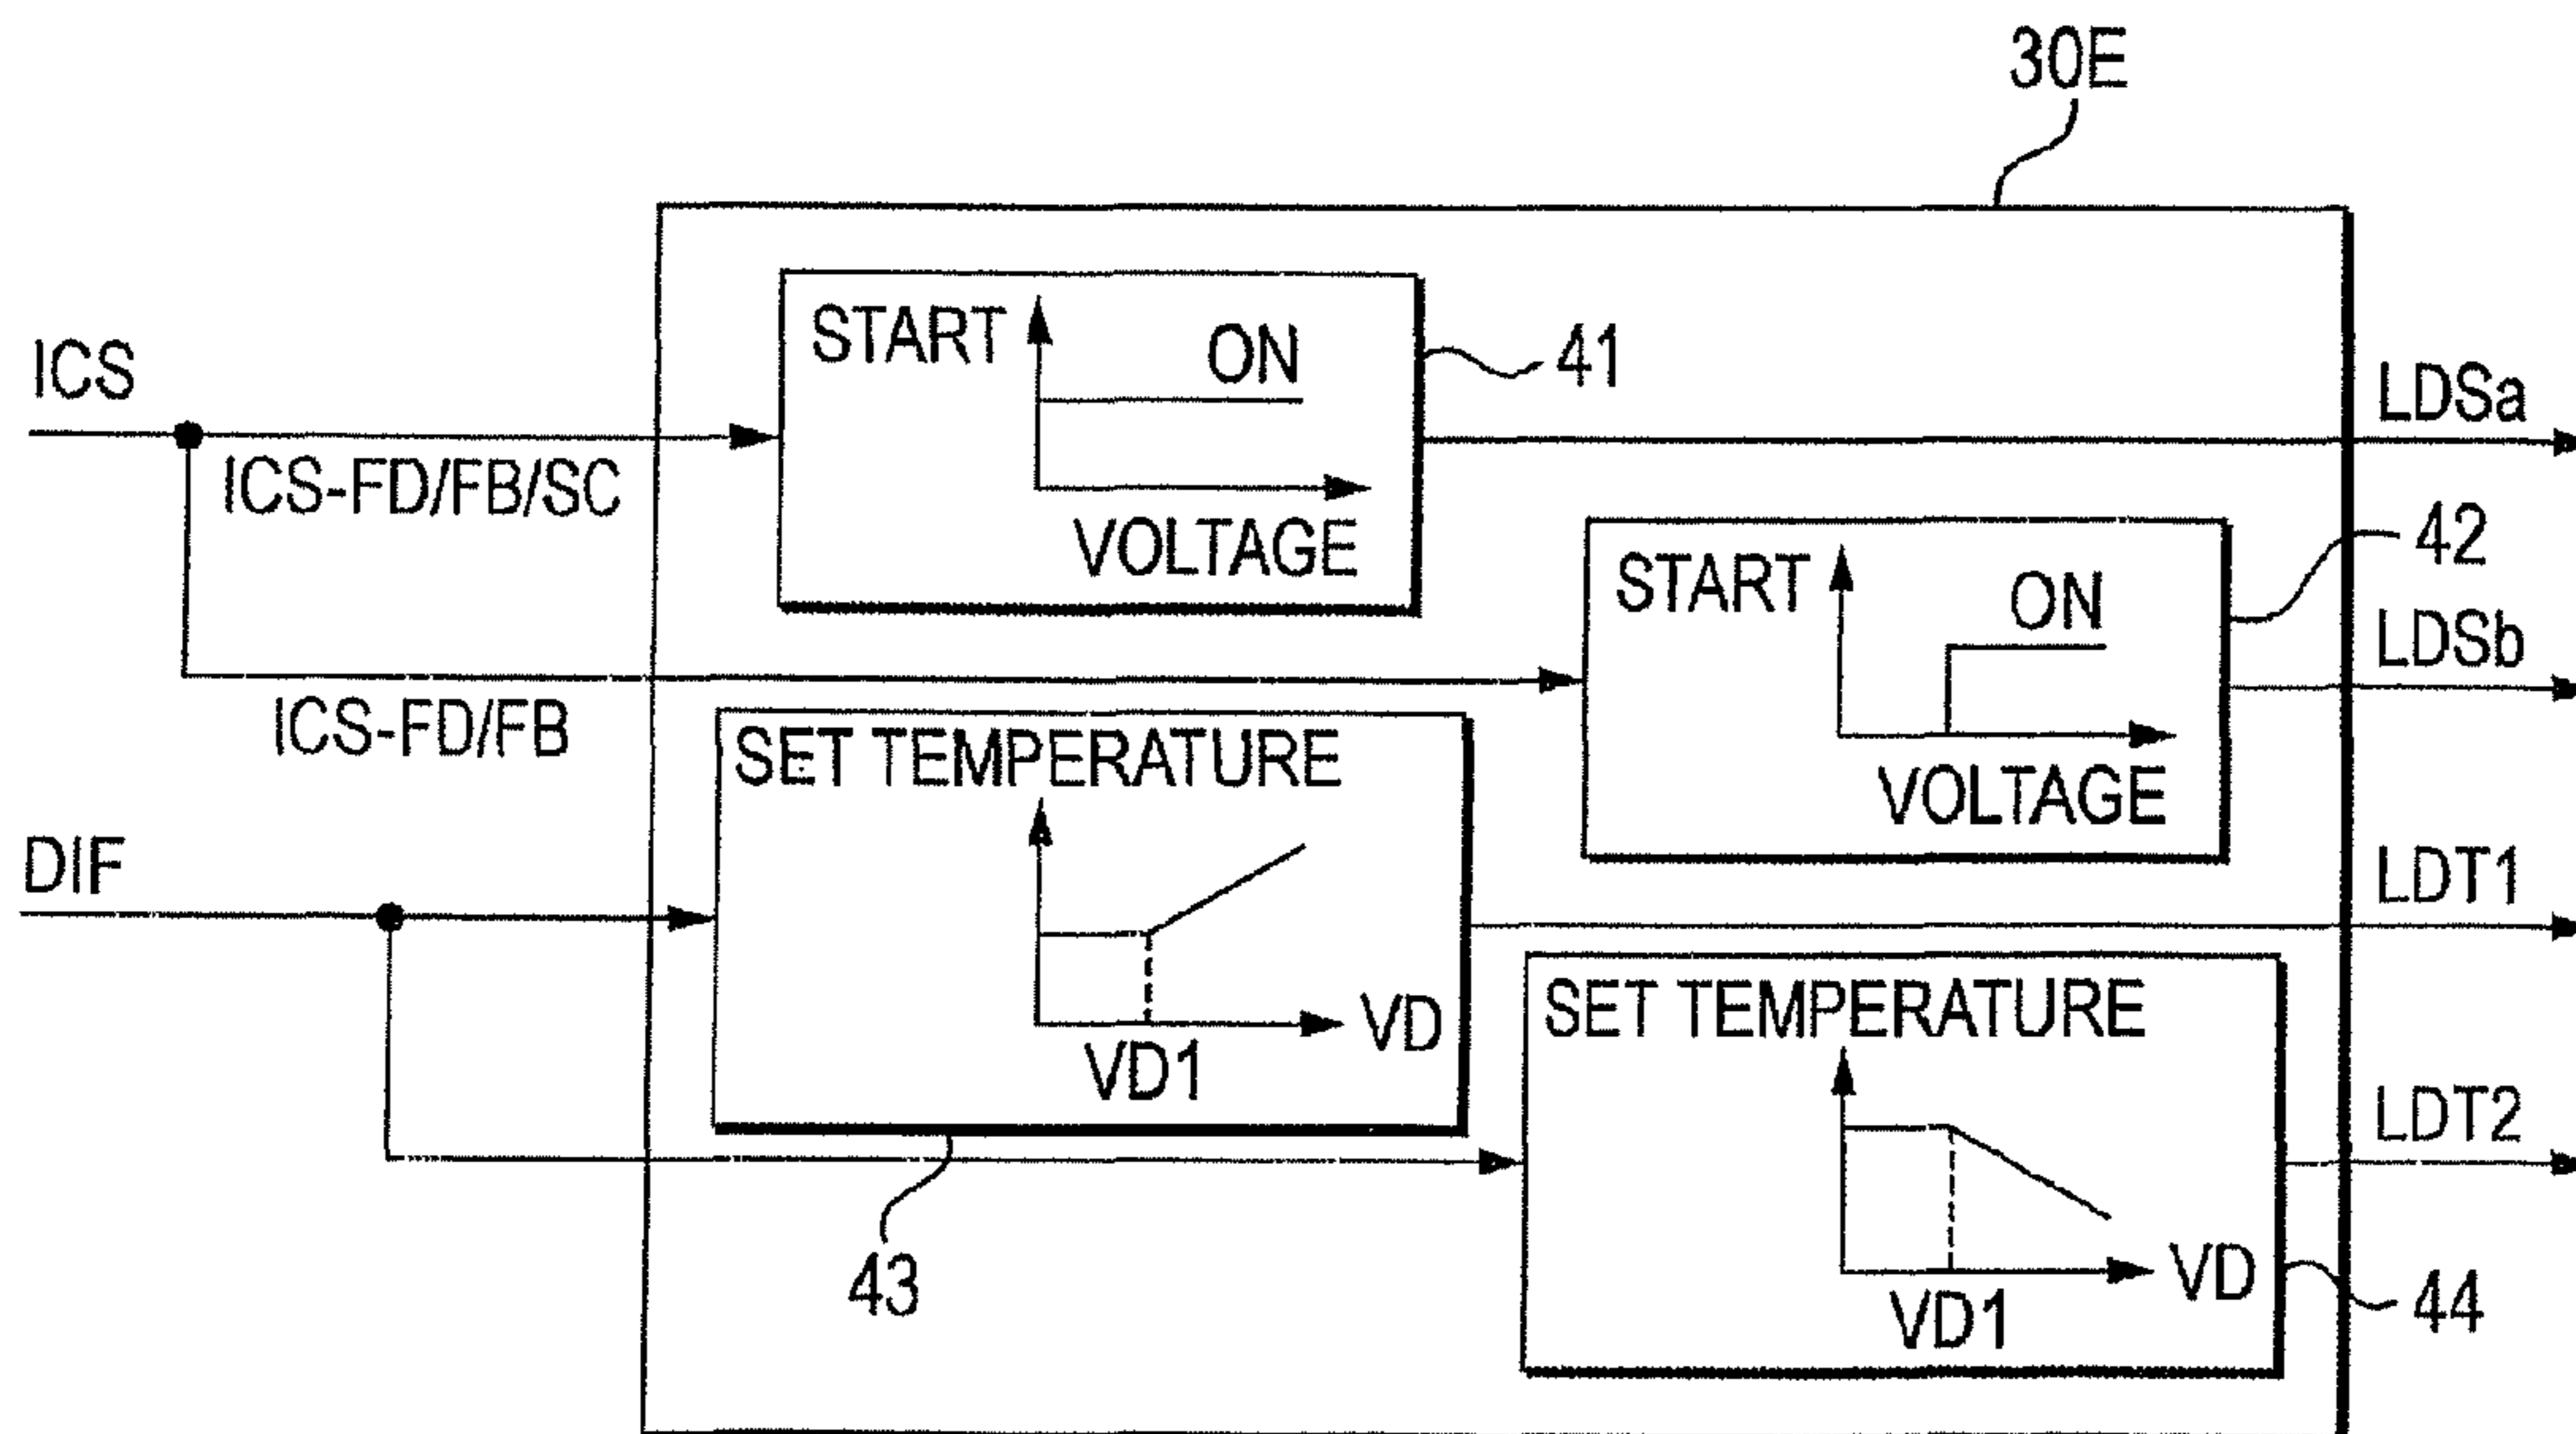 30E
START
ON
41
ICS
LDSa
ICS-FD/FB/SC
VOLTAGE
42
START
ON
LDSb
ICS-FD/FB
SET TEMPERATURE
VOLTAGE
DIF
LDT1
VD
VD1
SET TEMPERATURE
LDT2
43
VD
VD1
44